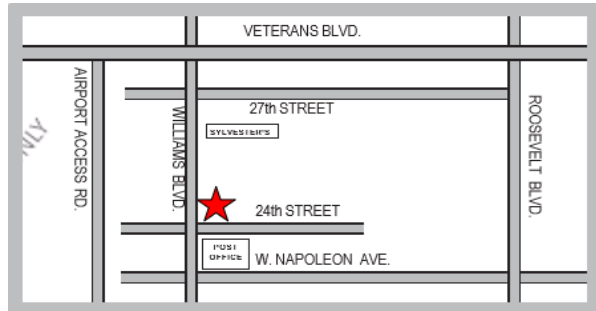 VETERANS BLVD.
AIRPORT ACCESS RD.
WILLIAMS BLVD.
27th STREET
SYLVESTER'S
ROOSEVELT BLVD.
24th STREET
POST
OFFICE
W. NAPOLEON AVE.